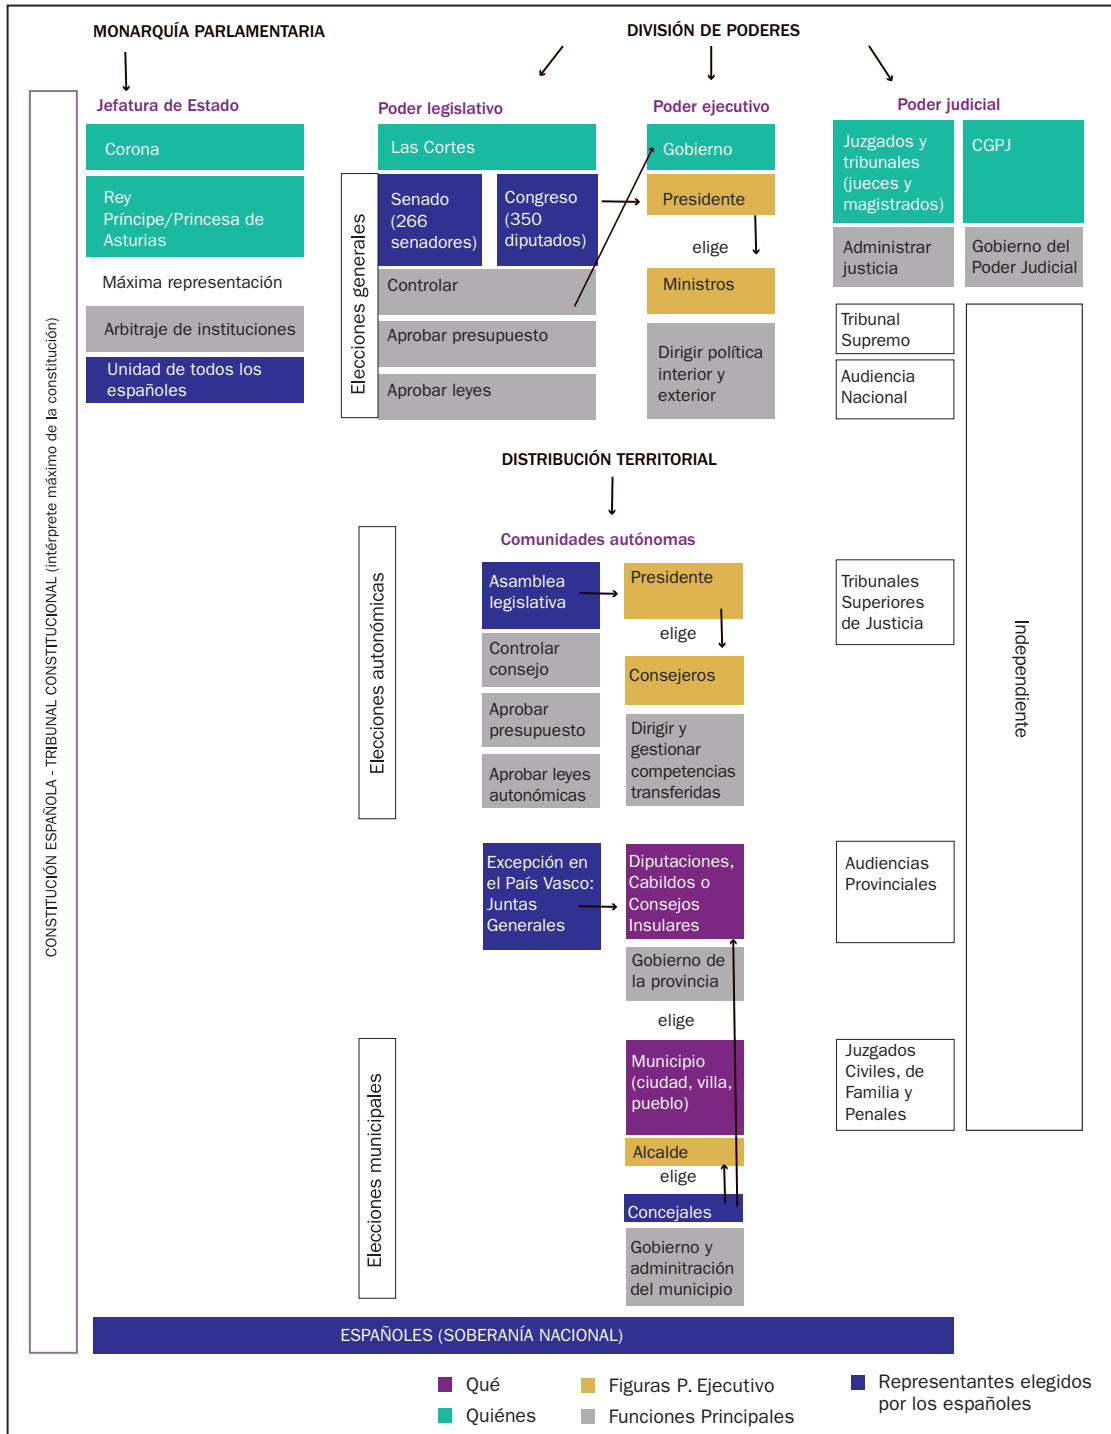 MONARQUÍA PARLAMENTARIA
DIVISIÓN DE PODERES
CONSTITUCIÓN ESPAÑOLA - TRIBUNAL CONSTITUCIONAL (intérprete máximo de la constitución)
Jefatura de Estado
Corona
Rey
Príncipe/Princesa de
Asturias
Máxima representación
Arbitraje de instituciones
Unidad de todos los
españoles
Poder legislativo
Elecciones generales
Las Cortes
Senado
(266
senadores)
Congreso
(350
diputados)
Controlar
Aprobar presupuesto
Aprobar leyes
Poder ejecutivo
Gobierno
Presidente
elige
Ministros
Dirigir política
interior y
exterior
Poder judicial
Juzgados y
tribunales
(jueces y
magistrados)
CGPJ
Administrar
justicia
Gobierno del
Poder Judicial
Tribunal
Supremo
Audiencia
Nacional
Independiente
DISTRIBUCIÓN TERRITORIAL
Comunidades autónomas
Elecciones autonómicas
Asamblea
legislativa
Controlar
consejo
Aprobar
presupuesto
Aprobar leyes
autonómicas
Presidente
elige
Consejeros
Dirigir y
gestionar
competencias
transferidas
Tribunales
Superiores
de Justicia
Excepción en
el País Vasco:
Juntas
Generales
Diputaciones,
Cabildos o
Consejos
Insulares
Gobierno de
la provincia
elige
Audiencias
Provinciales
Elecciones municipales
Municipio
(ciudad, villa,
pueblo)
Alcalde
elige
Concejales
Gobierno y
adminitración
del municipio
Juzgados
Civiles, de
Familia y
Penales
ESPAÑOLES (SOBERANÍA NACIONAL)
Qué
Quiénes
Figuras P. Ejecutivo
Funciones Principales
Representantes elegidos
por los españoles